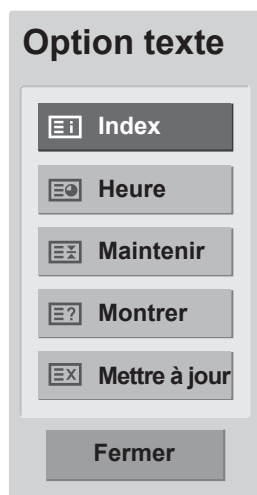 Option texte
Index
Heure
Maintenir
Montrer
Mettre à jour
Fermer